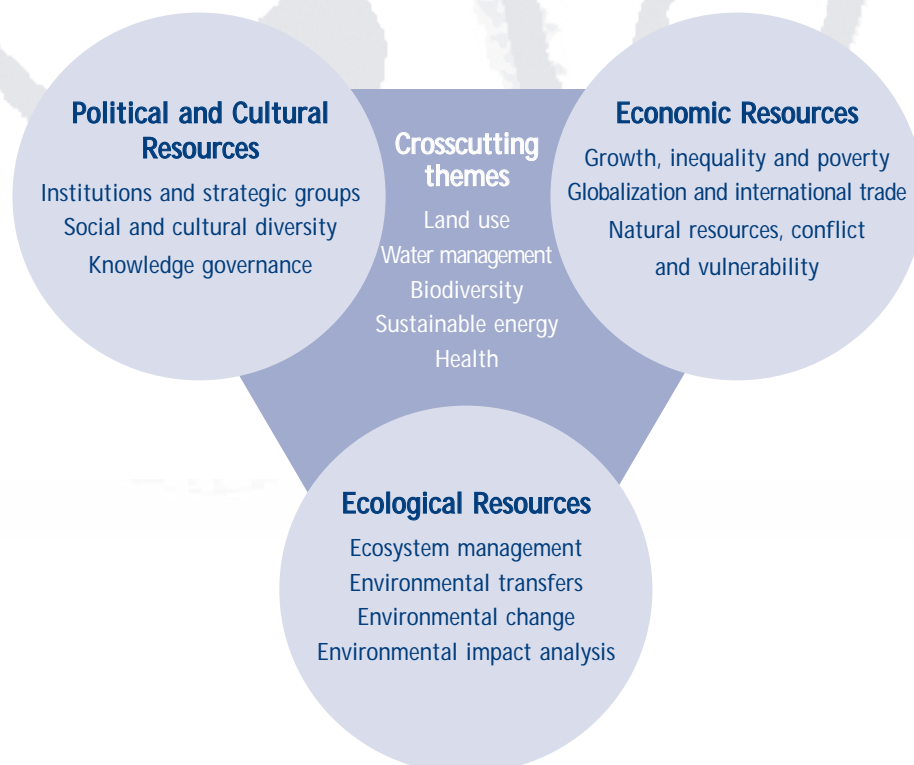 Political and Cultural
Resources
Institutions and strategic groups
Social and cultural diversity
Knowledge governance
Crosscutting
themes
Land use
Water management
Biodiversity
Sustainable energy
Health
Economic Resources
Growth, inequality and poverty
Globalization and international trade
Natural resources, conflict
and vulnerability
Ecological Resources
Ecosystem management
Environmental transfers
Environmental change
Environmental impact analysis